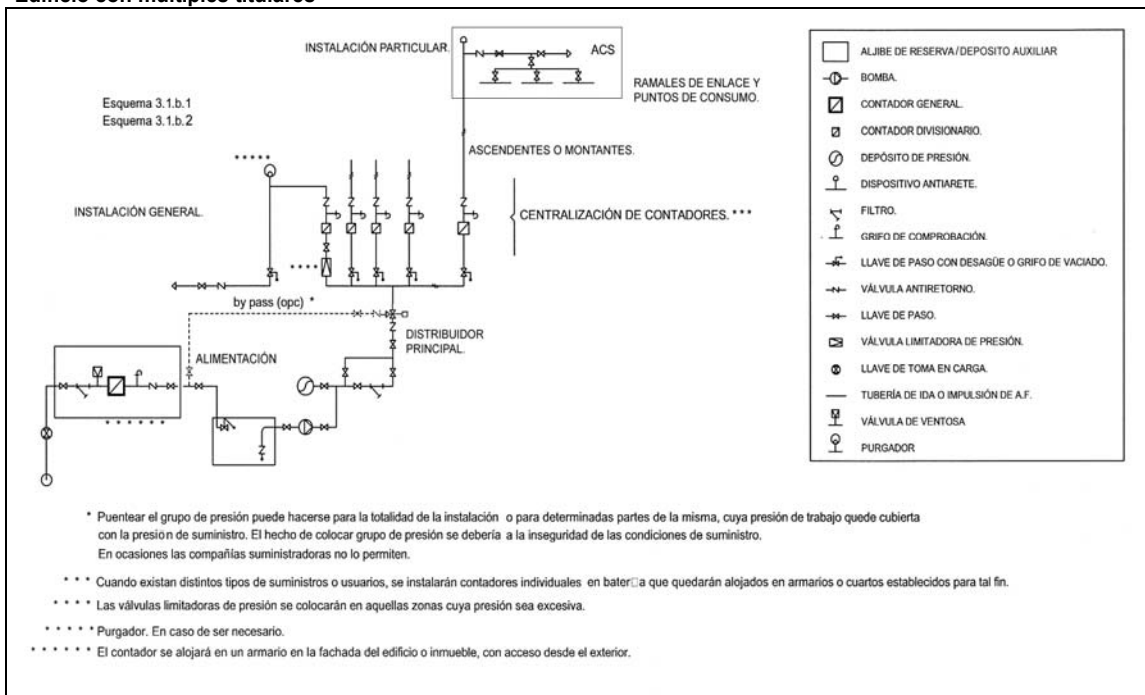 Edificio con múltiples titulares
INSTALACIÓN PARTICULAR.
ACS
RAMALES DE ENLACE Y
PUNTOS DE CONSUMO.
Esquema 3.1.b.1
Esquema 3.1.b.2
ASCENDENTES O MONTANTES.
* * * * *
INSTALACIÓN GENERAL.
CENTRALIZACIÓN DE CONTADORES. * * *
* * * *
by pass (opc) *
DISTRIBUIDOR
PRINCIPAL.
ALIMENTACIÓN
* * * * * *
ALJIBE DE RESERVA/DEPOSITO AUXILIAR
BOMBA.
CONTADOR GENERAL.
CONTADOR DIVISIONARIO.
DEPÓSITO DE PRESIÓN.
DISPOSITIVO ANTIARETE.
FILTRO.
GRIFO DE COMPROBACIÓN.
LLAVE DE PASO CON DESAGÜE O GRIFO DE VACIADO.
VÁLVULA ANTIRETORNO.
LLAVE DE PASO.
VÁLVULA LIMITADORA DE PRESIÓN.
LLAVE DE TOMA EN CARGA.
TUBERÍA DE IDA O IMPULSIÓN DE A.F.
VÁLVULA DE VENTOSA
PURGADOR
* Puentear el grupo de presión puede hacerse para la totalidad de la instalación o para determinadas partes de la misma, cuya presión de trabajo quede cubierta
con la presión de suministro. El hecho de colocar grupo de presión se debería a la inseguridad de las condiciones de suministro.
En ocasiones las compañías suministradoras no lo permiten.
* * * Cuando existan distintos tipos de suministros o usuarios, se instalarán contadores individuales en bater□a que quedarán alojados en armarios o cuartos establecidos para tal fin.
* * * * Las válvulas limitadoras de presión se colocarán en aquellas zonas cuya presión sea excesiva.
* * * * * Purgador. En caso de ser necesario.
* * * * * * El contador se alojará en un armario en la fachada del edificio o inmueble, con acceso desde el exterior.